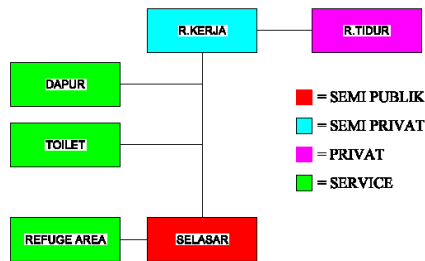 R.KERJA
R.TIDUR
DAPUR
TOILET
REFUGE AREA
SELASAR
= SEMI PUBLIK
= SEMI PRIVAT
= PRIVAT
= SERVICE